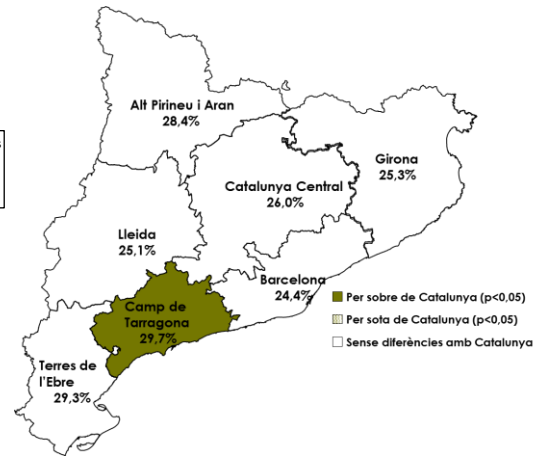 Alt Pirineu i Aran
28,4%
Girona
25,3%
Catalunya Central
26,0%
Lleida
25,1%
Barcelona
24,4%
Camp de
Tarragona
29,7%
Terres de
l'Ebre
29,3%
Per sobre de Catalunya (p<0,05)
Per sota de Catalunya (p<0,05)
Sense diferències amb Catalunya